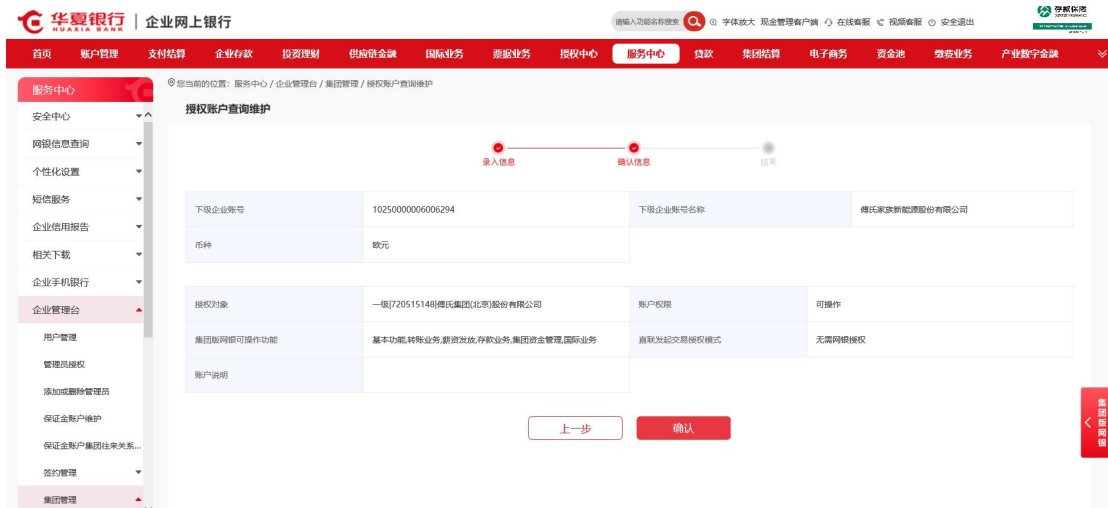 华夏银行 企业网上银行
HUAXIA BANK
请输入功能名称搜索 字体放大 现金管理客户端 在线客服 视频客服 安全退出
存款保险
首页 账户管理 支付结算 企业存款 投资理财 供应链金融 国际业务 票据业务 授权中心 服务中心 贷款 集团结算 电子商务 资金池 缴费业务 产业数字金融
服务中心
安全中心
网银信息查询
个性化设置
短信服务
企业信用报告
相关下载
企业手机银行
企业管理台
用户管理
管理员授权
添加或删除管理员
保证金账户维护
保证金账户集团往来关系...
签约管理
集团管理
您当前的位置: 服务中心 / 企业管理台 / 集团管理 / 授权账户查询维护
授权账户查询维护
录入信息 确认信息 结果
下级企业账号 10250000006006294 下级企业账号名称 傅氏家族新能源股份有限公司
币种 欧元
授权对象 一级|720515148|傅氏集团(北京)股份有限公司 账户权限 可操作
集团版网银可操作功能 基本功能,转账业务,薪资发放,存款业务,集团资金管理,国际业务 直联发起交易授权模式 无需网银授权
账户说明
上一步 确认
集团版网银